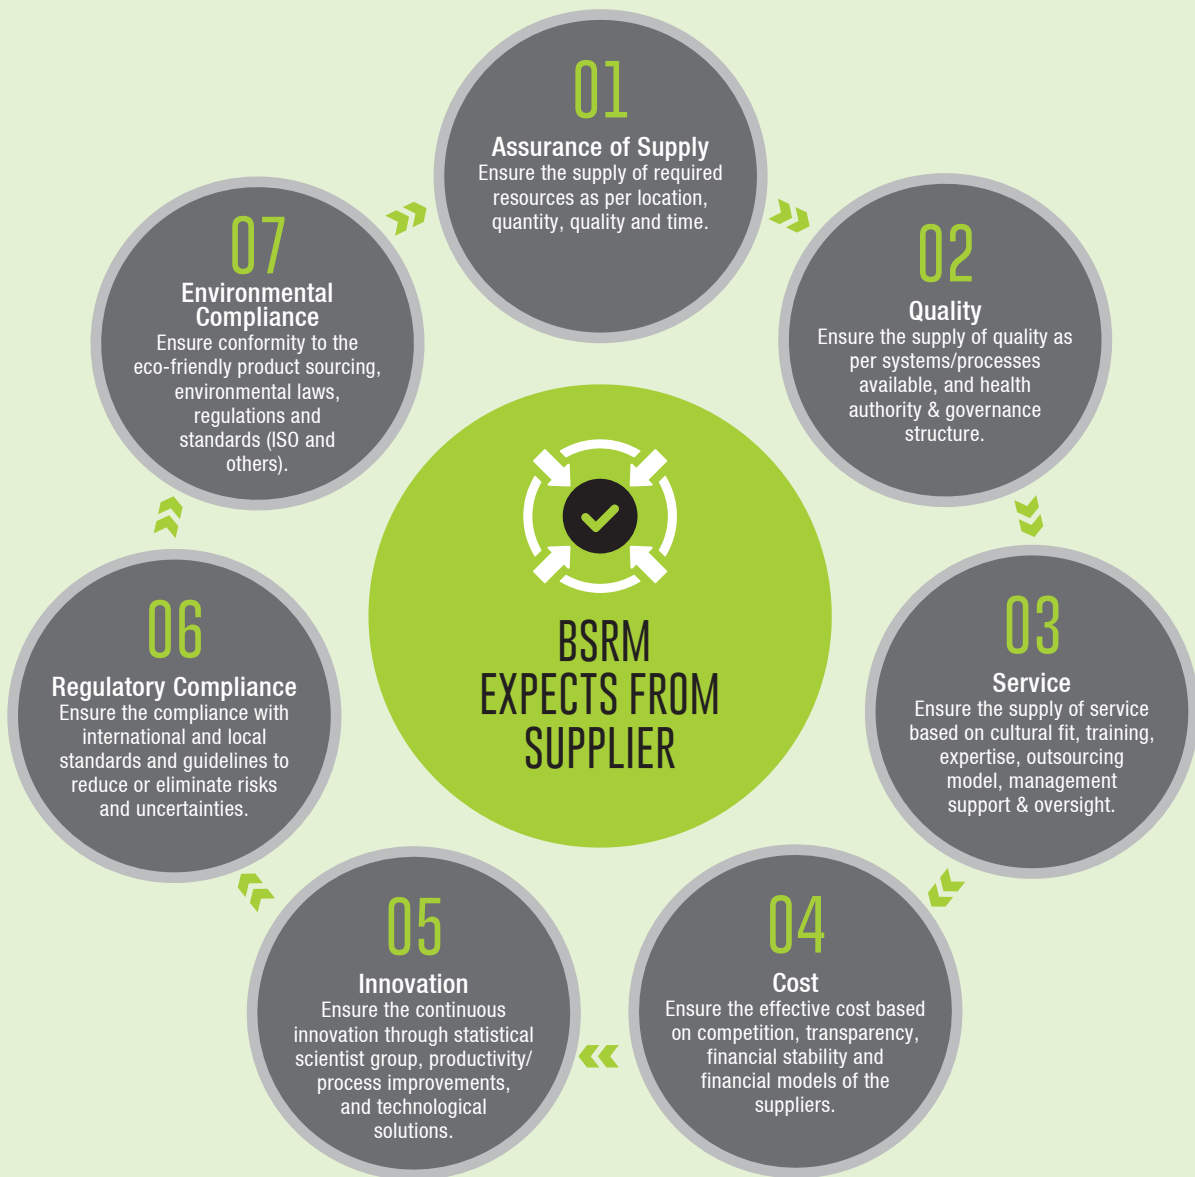 01
Assurance of Supply
Ensure the supply of required
resources as per location,
quantity, quality and time.
02
Quality
Ensure the supply of quality as
per systems/processes
available, and health
authority & governance
structure.
03
Service
Ensure the supply of service
based on cultural fit, training,
expertise, outsourcing
model, management
support & oversight.
04
Cost
Ensure the effective cost based
on competition, transparency,
financial stability and
financial models of the
suppliers.
05
Innovation
Ensure the continuous
innovation through statistical
scientist group, productivity/
process improvements,
and technological
solutions.
06
Regulatory Compliance
Ensure the compliance with
international and local
standards and guidelines to
reduce or eliminate risks
and uncertainties.
07
Environmental
Compliance
Ensure conformity to the
eco-friendly product sourcing,
environmental laws,
regulations and
standards (ISO and
others).
BSRM
EXPECTS FROM
SUPPLIER